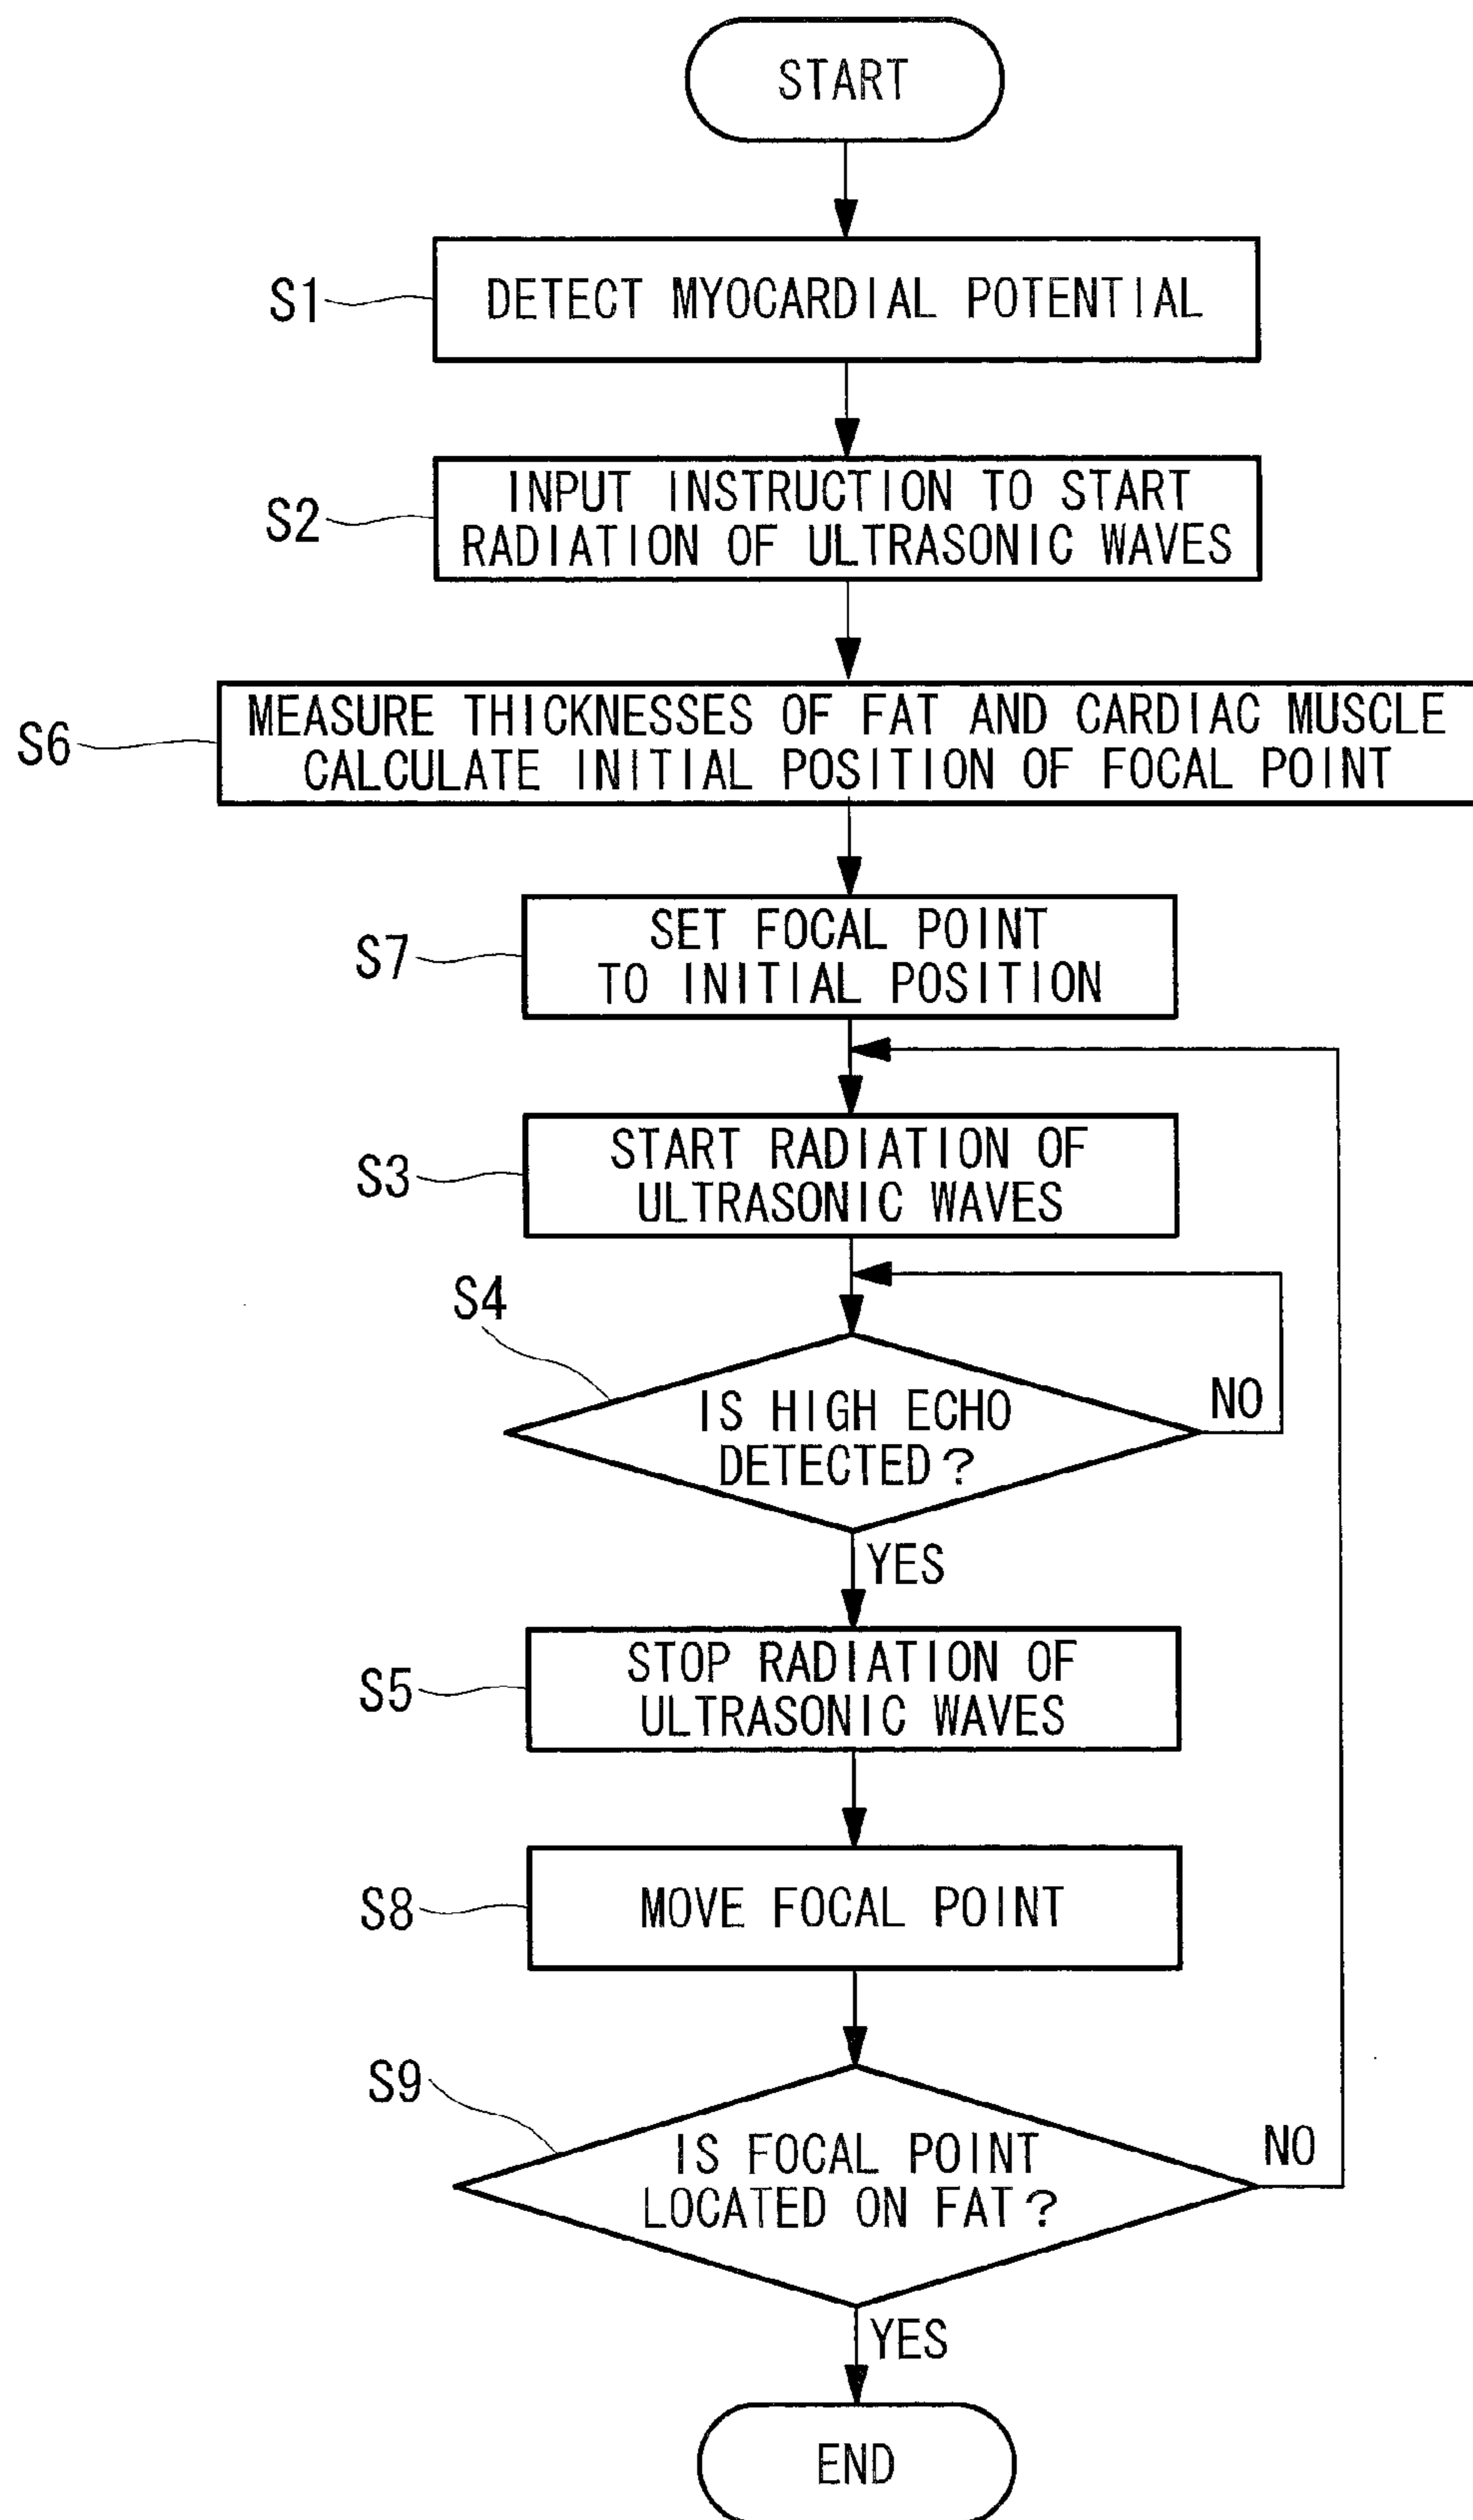 START
S1
DETECT MYOCARDIAL POTENTIAL
S2
INPUT INSTRUCTION TO START
RADIATION OF ULTRASONIC WAVES
S6
MEASURE THICKNESSES OF FAT AND CARDIAC MUSCLE
CALCULATE INITIAL POSITION OF FOCAL POINT
S7
SET FOCAL POINT
TO INITIAL POSITION
S3
START RADIATION OF
ULTRASONIC WAVES
S4
IS HIGH ECHO
DETECTED?
NO
YES
S5
STOP RADIATION OF
ULTRASONIC WAVES
S8
MOVE FOCAL POINT
S9
IS FOCAL POINT
LOCATED ON FAT?
NO
YES
END